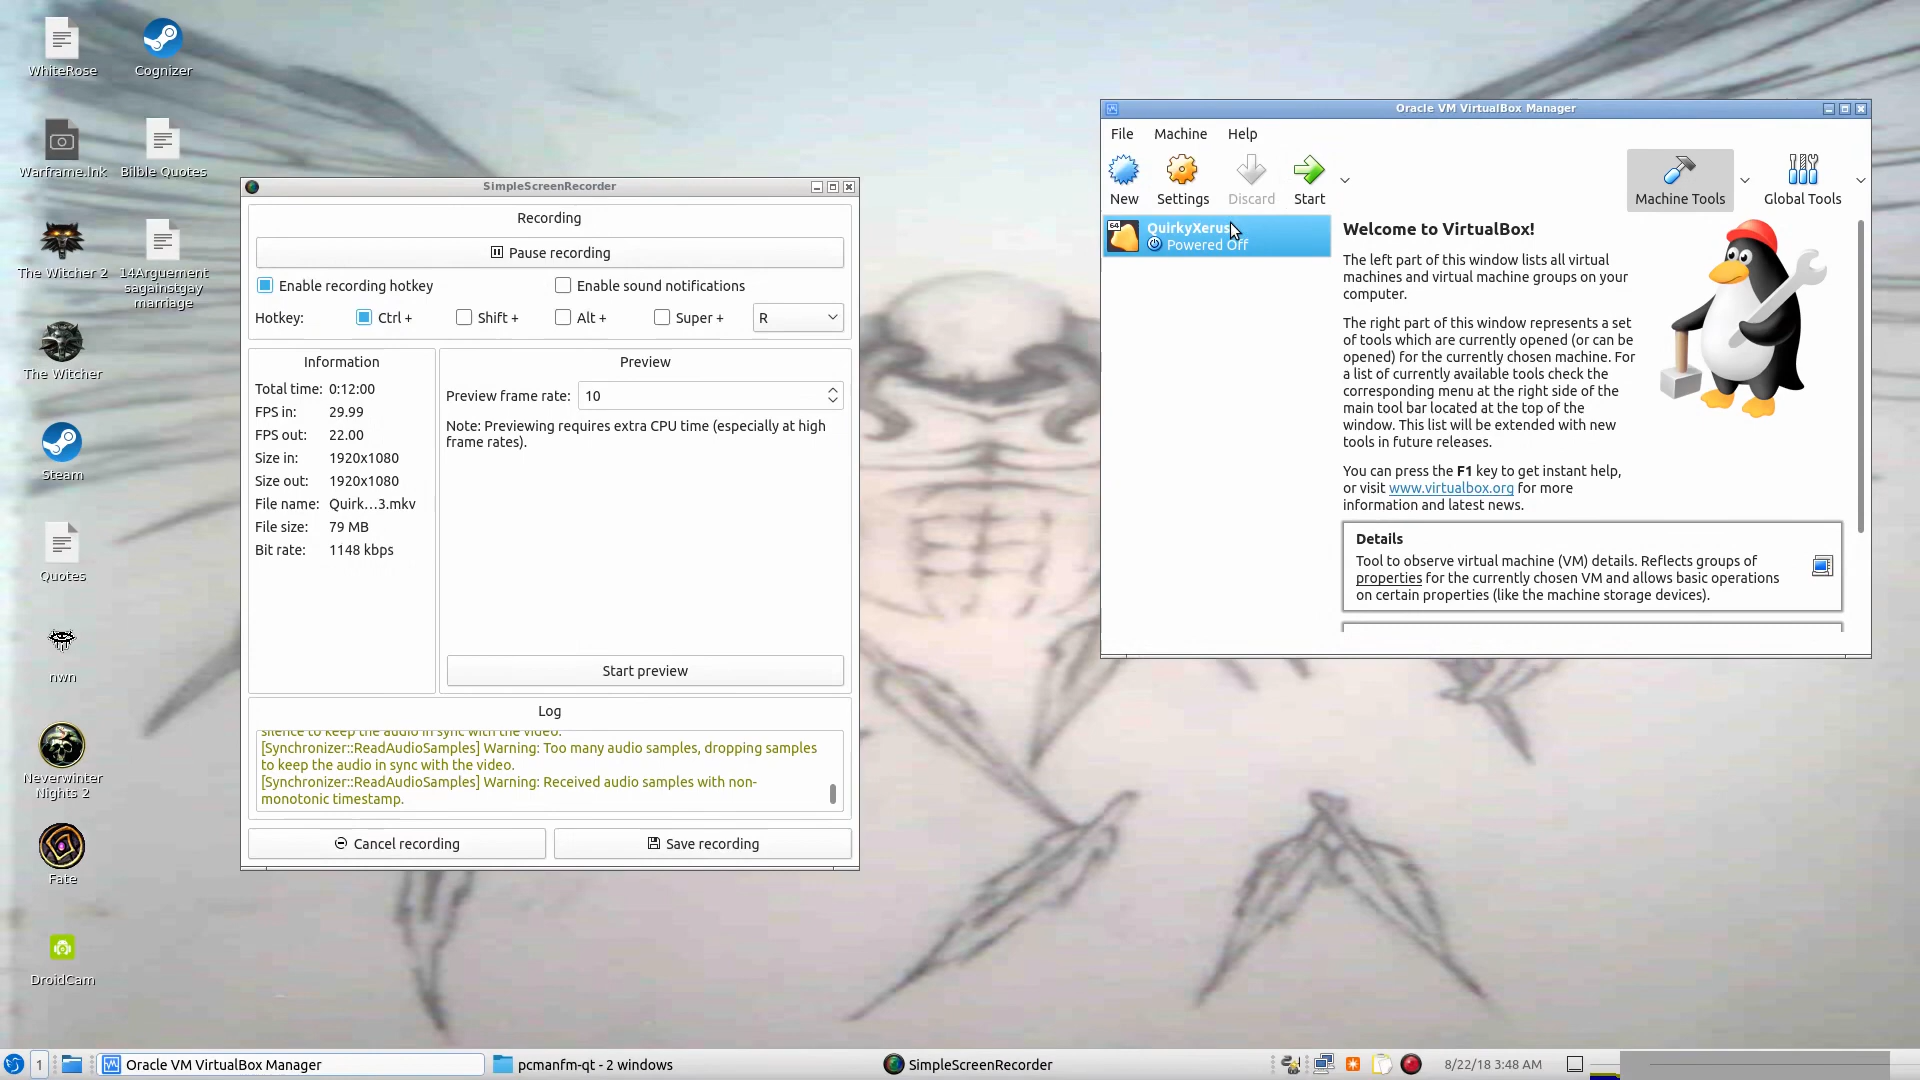 WhiteRose
Cognizer
Warframe.lnk
Bilble Quotes
The Witcher 2
14Arguement
sagainstgay
marriage
The Witcher
Steam
Quotes
nwn
Neverwinter
Nights 2
Fate
DroidCam
SimpleScreenRecorder
Recording
Pause recording
Enable recording hotkey
Enable sound notifications
Hotkey:
Ctrl +
Shift +
Alt +
Super +
R
Information
Total time: 0:12:00
FPS in: 29.99
FPS out: 22.00
Size in: 1920x1080
Size out: 1920x1080
File name: Quirk...3.mkv
File size: 79 MB
Bit rate: 1148 kbps
Preview
Preview frame rate: 10
Note: Previewing requires extra CPU time (especially at high
frame rates).
Start preview
Log
silence to keep the audio in sync with the video.
[Synchronizer::ReadAudioSamples] Warning: Too many audio samples, dropping samples
to keep the audio in sync with the video.
[Synchronizer::ReadAudioSamples] Warning: Received audio samples with non-
monotonic timestamp.
Cancel recording
Save recording
Oracle VM VirtualBox Manager
File
Machine
Help
New
Settings
Discard
Start
Machine Tools
Global Tools
64
QuirkyXerus
Powered Off
Welcome to VirtualBox!
The left part of this window lists all virtual
machines and virtual machine groups on your
computer.
The right part of this window represents a set
of tools which are currently opened (or can be
opened) for the currently chosen machine. For
a list of currently available tools check the
corresponding menu at the right side of the
main tool bar located at the top of the
window. This list will be extended with new
tools in future releases.
You can press the F1 key to get instant help,
or visit www.virtualbox.org for more
information and latest news.
Details
Tool to observe virtual machine (VM) details. Reflects groups of
properties for the currently chosen VM and allows basic operations
on certain properties (like the machine storage devices).
1
Oracle VM VirtualBox Manager
pcmanfm-qt - 2 windows
SimpleScreenRecorder
8/22/18 3:48 AM